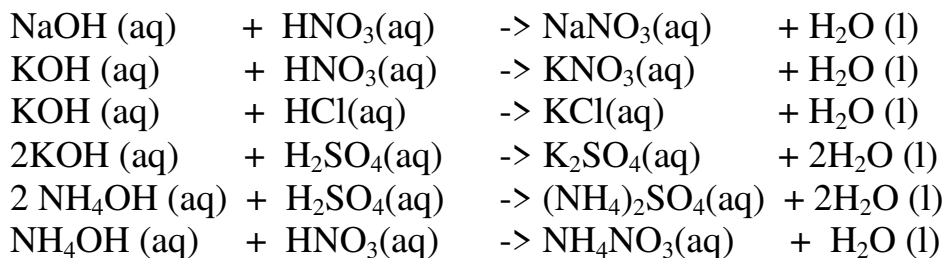 NaOH (aq) + HNO₃(aq) -> NaNO₃(aq) + H₂O (l)
KOH (aq) + HNO₃(aq) -> KNO₃(aq) + H₂O (l)
KOH (aq) + HCl(aq) -> KCl(aq) + H₂O (l)
2KOH (aq) + H₂SO₄(aq) -> K₂SO₄(aq) + 2H₂O (l)
2 NH₄OH (aq) + H₂SO₄(aq) -> (NH₄)₂SO₄(aq) + 2H₂O (l)
NH₄OH (aq) + HNO₃(aq) -> NH₄NO₃(aq) + H₂O (l)